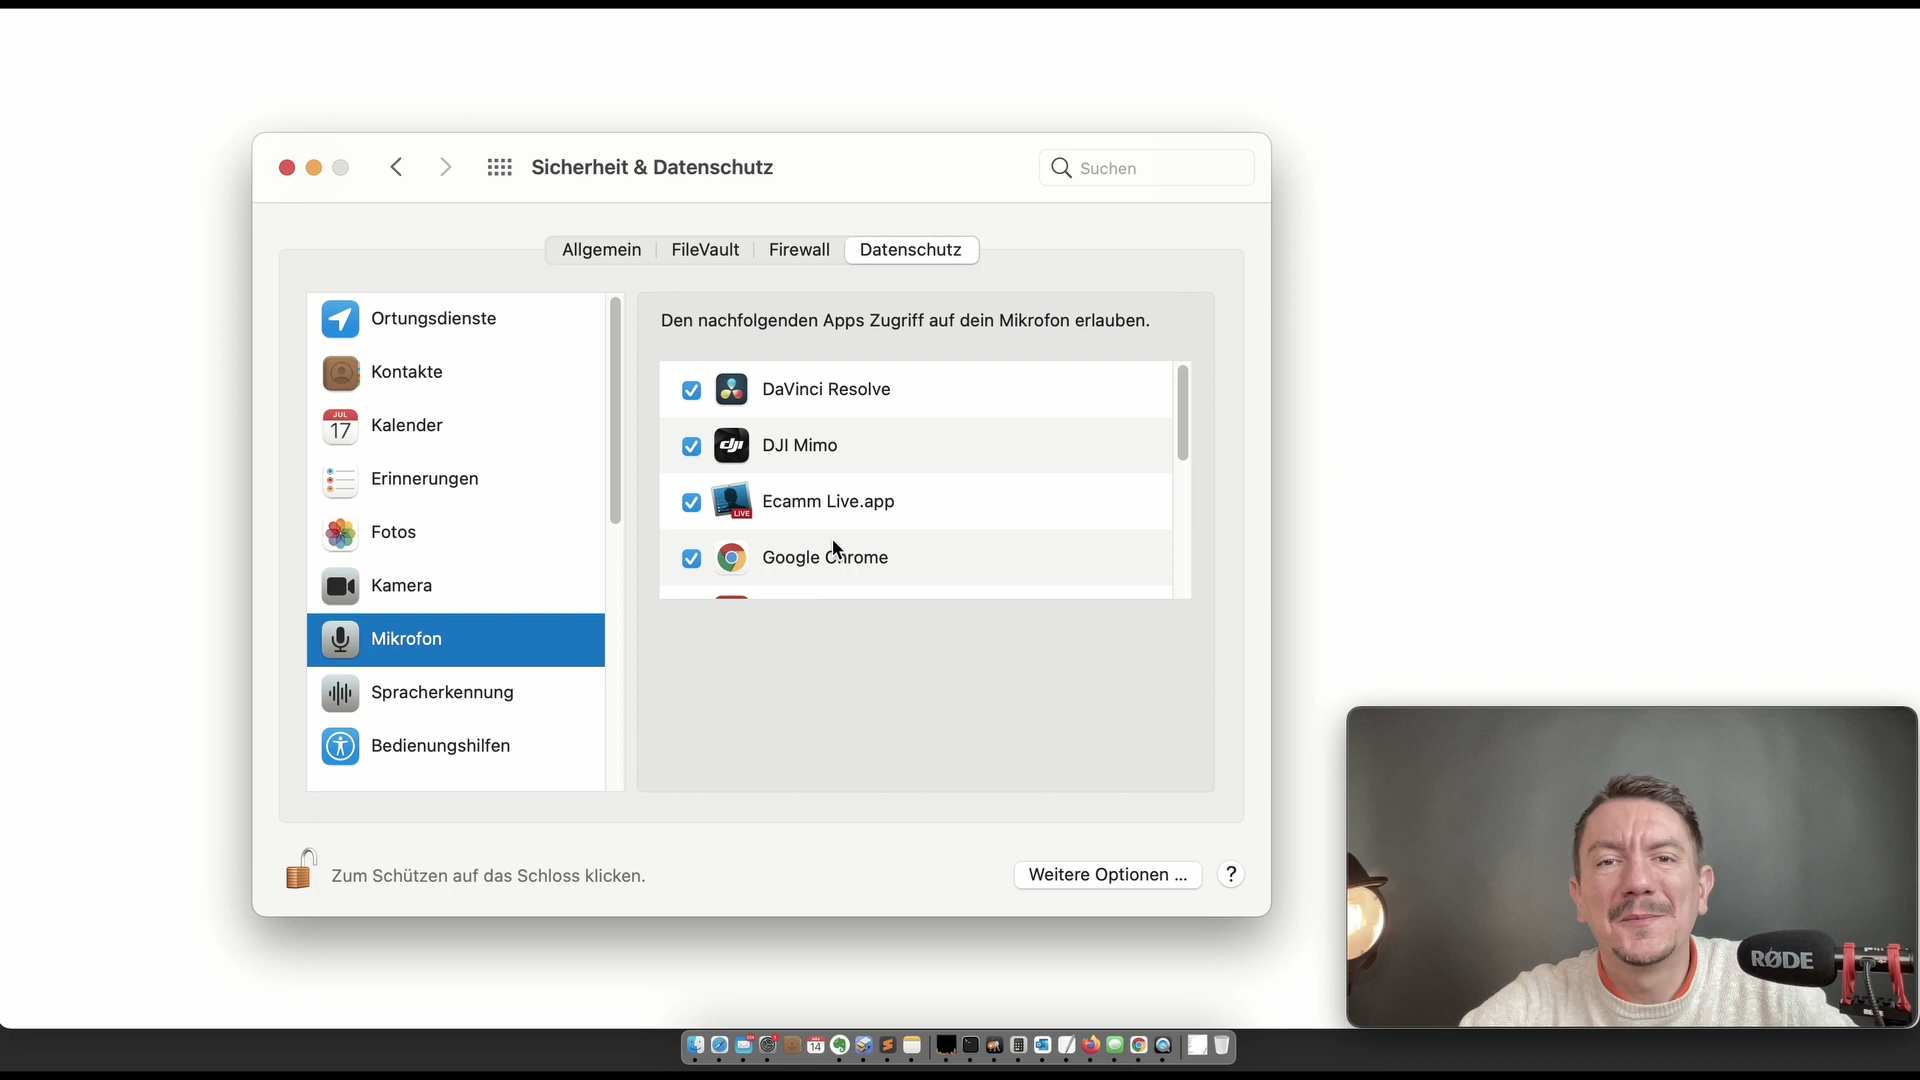 Sicherheit & Datenschutz
Suchen
Allgemein
FileVault
Firewall
Datenschutz
Ortungsdienste
Kontakte
JUL
17
Kalender
Erinnerungen
Fotos
Kamera
Mikrofon
Spracherkennung
Bedienungshilfen
Den nachfolgenden Apps Zugriff auf dein Mikrofon erlauben.
DaVinci Resolve
dji
DJI Mimo
LIVE
Ecamm Live.app
Google Chrome
Zum Schützen auf das Schloss klicken.
Weitere Optionen ...
?
RØDE
14